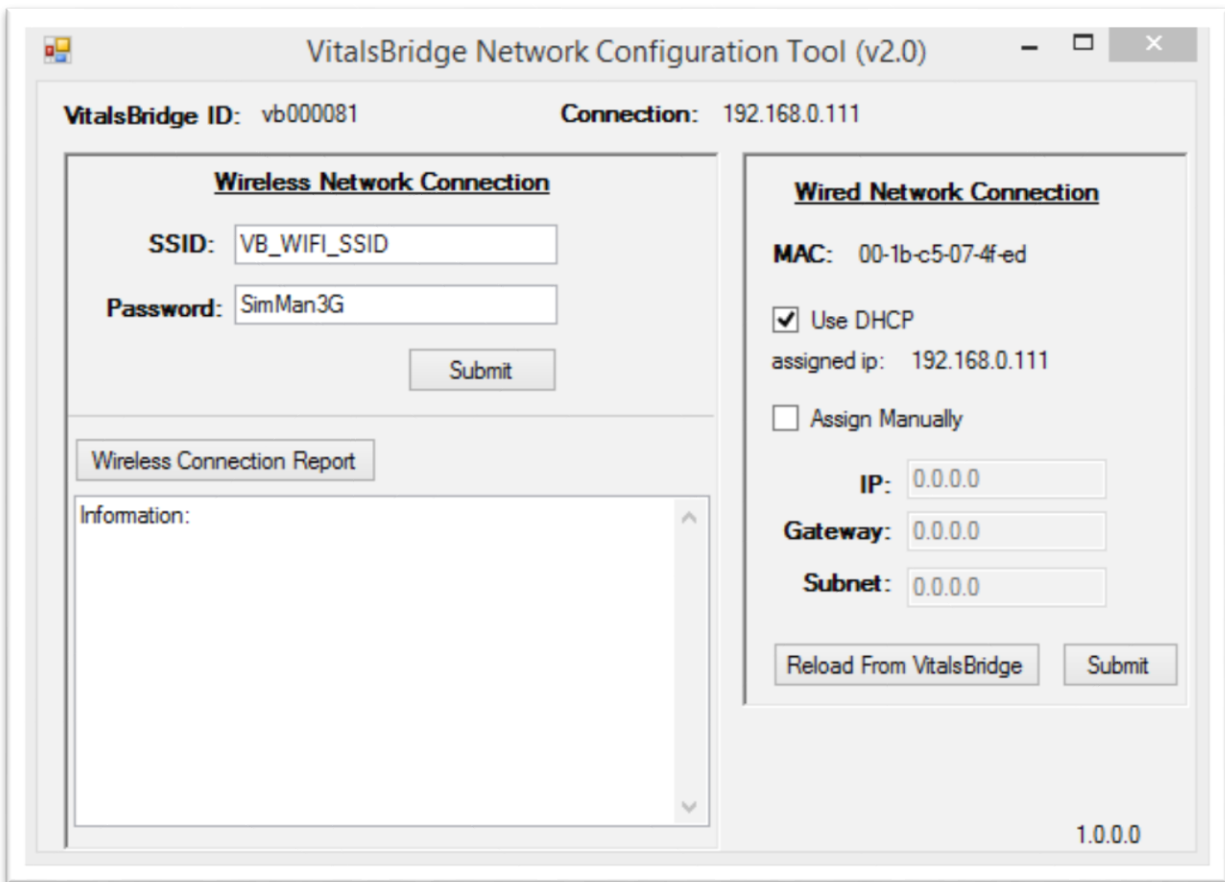 VitalsBridge Network Configuration Tool (v2.0)
VitalsBridge ID: vb000081
Connection: 192.168.0.111
Wireless Network Connection
SSID: VB_WIFI_SSID
Password: SimMan3G
Submit
Wireless Connection Report
Information:
Wired Network Connection
MAC: 00-1b-c5-07-4f-ed
Use DHCP
assigned ip: 192.168.0.111
Assign Manually
IP: 0.0.0.0
Gateway: 0.0.0.0
Subnet: 0.0.0.0
Reload From VitalsBridge Submit
1.0.0.0